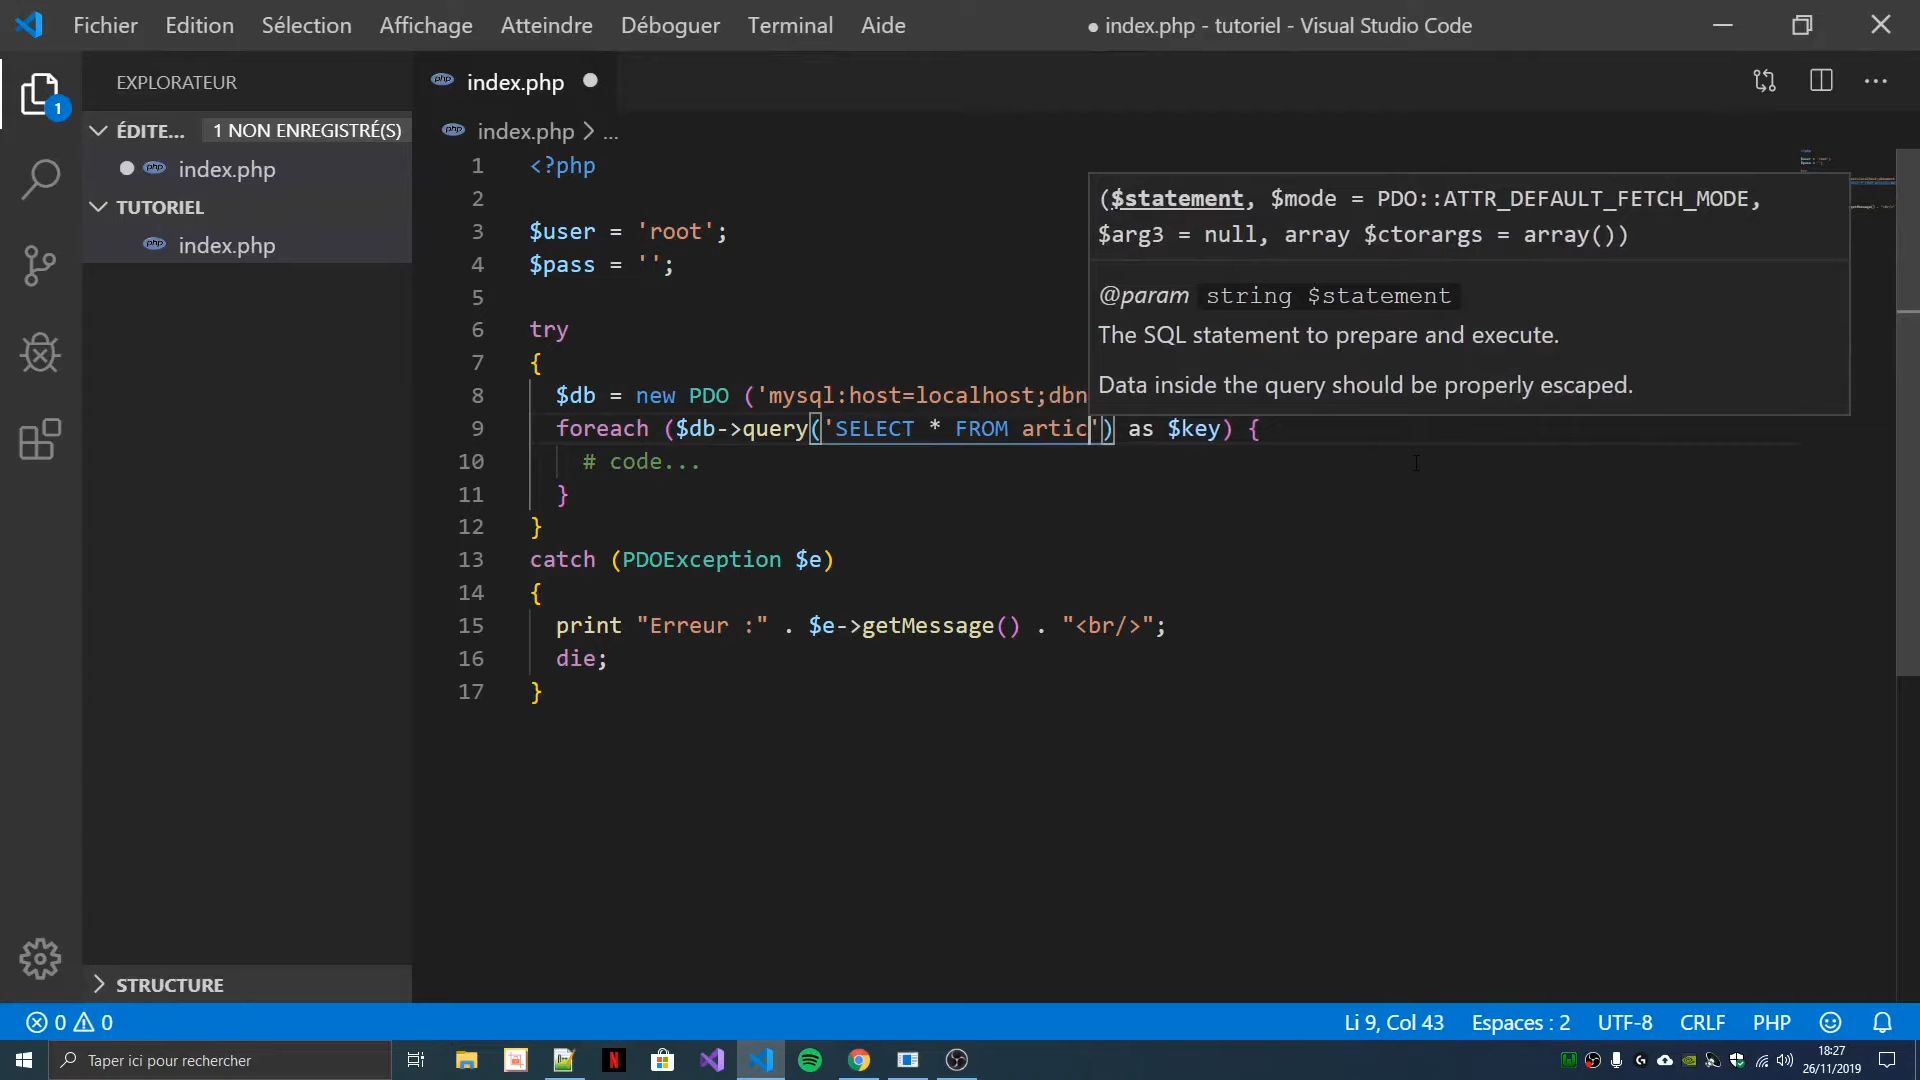 Fichier Edition Sélection Affichage Atteindre Déboguer Terminal Aide
● index.php - tutoriel - Visual Studio Code
EXPLORATEUR
1
ÉDITE... 1 NON ENREGISTRÉ(S)
index.php
TUTORIEL
index.php
STRUCTURE
index.php
index.php > ...
1 <?php
2
3 $user = 'root';
4 $pass = '';
5
6 try
7 {
8 $db = new PDO ('mysql:host=localhost;dbn
9 foreach ($db->query('SELECT * FROM artic') as $key) {
10 # code...
11 }
12 }
13 catch (PDOException $e)
14 {
15 print "Erreur :" . $e->getMessage() . "<br/>";
16 die;
17 }
($statement, $mode = PDO::ATTR_DEFAULT_FETCH_MODE,
$arg3 = null, array $ctorargs = array())
@param string $statement
The SQL statement to prepare and execute.
Data inside the query should be properly escaped.
0 0
Li 9, Col 43 Espaces : 2 UTF-8 CRLF PHP
Taper ici pour rechercher
18:27
26/11/2019